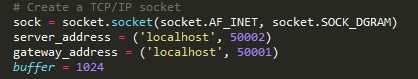 # Create a TCP/IP socket
sock = socket.socket(socket.AF_INET, socket.SOCK_DGRAM)
server_address = ('localhost', 50002)
gateway_address = ('localhost', 50001)
buffer = 1024